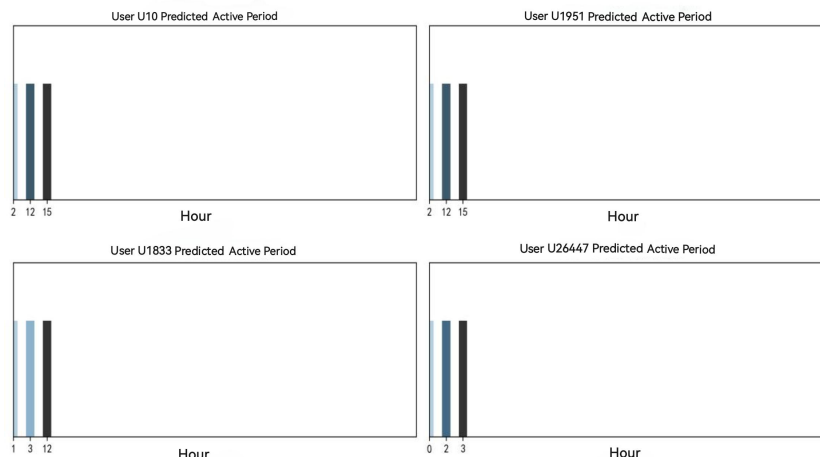 User U10 Predicted Active Period
2 12 15
Hour
User U1951 Predicted Active Period
2 12 15
Hour
User U1833 Predicted Active Period
1 3 12
Hour
User U26447 Predicted Active Period
0 2 3
Hour